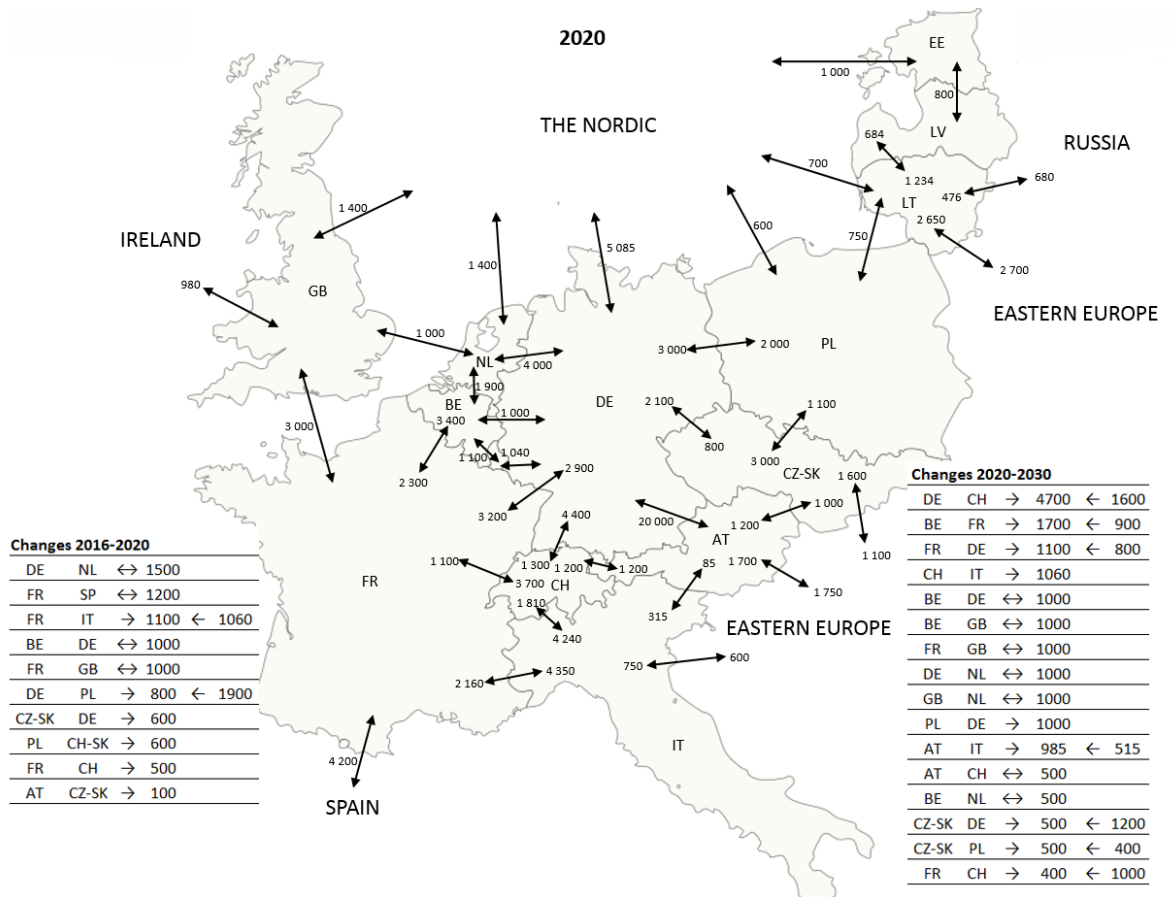 2020
EE
1 000
800
THE NORDIC
684
LV
RUSSIA
700
1 234
680
476
LT
1 400
2 650
600
750
5 085
IRELAND
1 400
2 700
980
GB
EASTERN EUROPE
1 000
3 000
2 000
PL
NL
4 000
1 900
DE
BE
2 100
1 100
1 000
3 400
3 000
800
1 040
1 100
3 000
2 900
CZ-SK
1 600
2 300
1 000
3 200
4 400
20 000
1 200
AT
1 100
1 100
1 300
1 200
1 200
85
1 700
FR
3 700
CH
1 750
1 810
315
EASTERN EUROPE
4 240
750
600
2 160
4 350
IT
4 200
SPAIN
Changes 2016-2020
DE NL ↔ 1500
FR SP ↔ 1200
FR IT → 1100 ← 1060
BE DE ↔ 1000
FR GB ↔ 1000
DE PL → 800 ← 1900
CZ-SK DE → 600
PL CH-SK → 600
FR CH → 500
AT CZ-SK → 100
Changes 2020-2030
DE CH → 4700 ← 1600
BE FR → 1700 ← 900
FR DE → 1100 ← 800
CH IT → 1060
BE DE ↔ 1000
BE GB ↔ 1000
FR GB ↔ 1000
DE NL ↔ 1000
GB NL ↔ 1000
PL DE → 1000
AT IT → 985 ← 515
AT CH ↔ 500
BE NL ↔ 500
CZ-SK DE → 500 ← 1200
CZ-SK PL → 500 ← 400
FR CH → 400 ← 1000